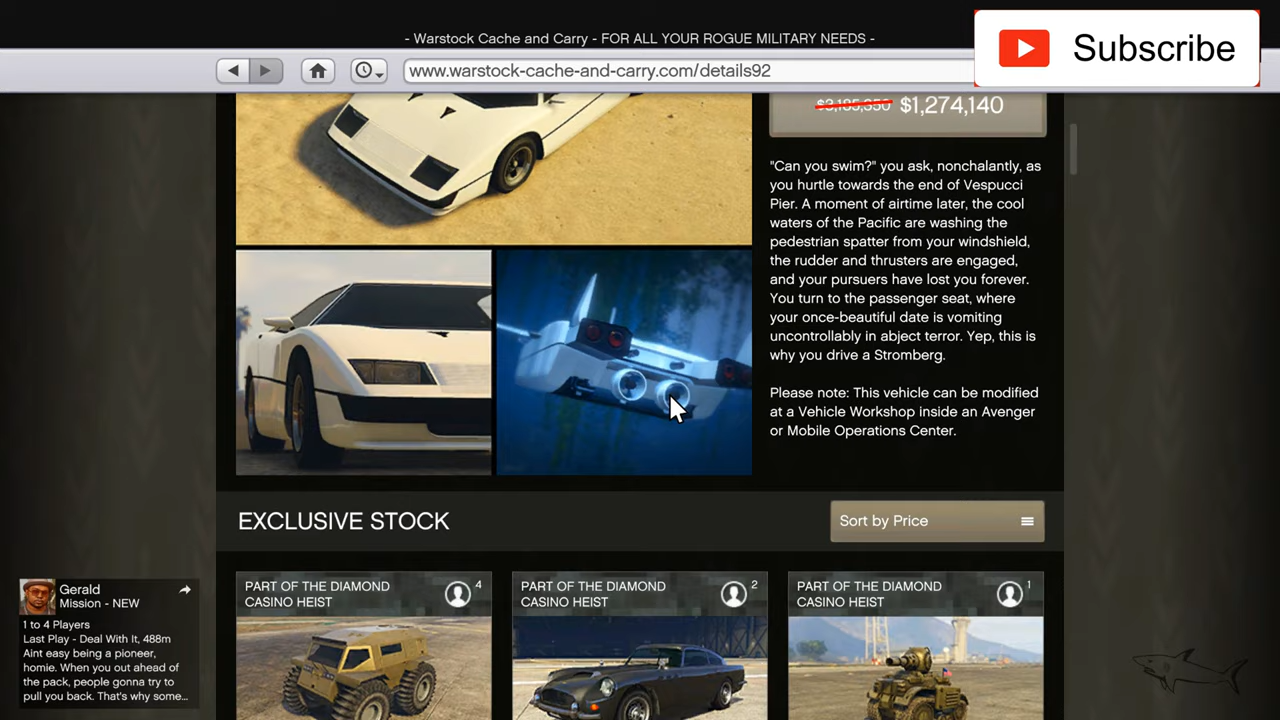 - Warstock Cache and Carry - FOR ALL YOUR ROGUE MILITARY NEEDS -
Subscribe
www.warstock-cache-and-carry.com/details92
$3,185,350 $1,274,140
"Can you swim?" you ask, nonchalantly, as
you hurtle towards the end of Vespucci
Pier. A moment of airtime later, the cool
waters of the Pacific are washing the
pedestrian spatter from your windshield,
the rudder and thrusters are engaged,
and your pursuers have lost you forever.
You turn to the passenger seat, where
your once-beautiful date is vomiting
uncontrollably in abject terror. Yep, this is
why you drive a Stromberg.
Please note: This vehicle can be modified
at a Vehicle Workshop inside an Avenger
or Mobile Operations Center.
EXCLUSIVE STOCK
Sort by Price
PART OF THE DIAMOND
CASINO HEIST
4
PART OF THE DIAMOND
CASINO HEIST
2
PART OF THE DIAMOND
CASINO HEIST
1
Gerald
Mission - NEW
1 to 4 Players
Last Play - Deal With It, 488m
Aint easy being a pioneer,
homie. When you out ahead of
the pack, people gonna try to
pull you back. That's why some...